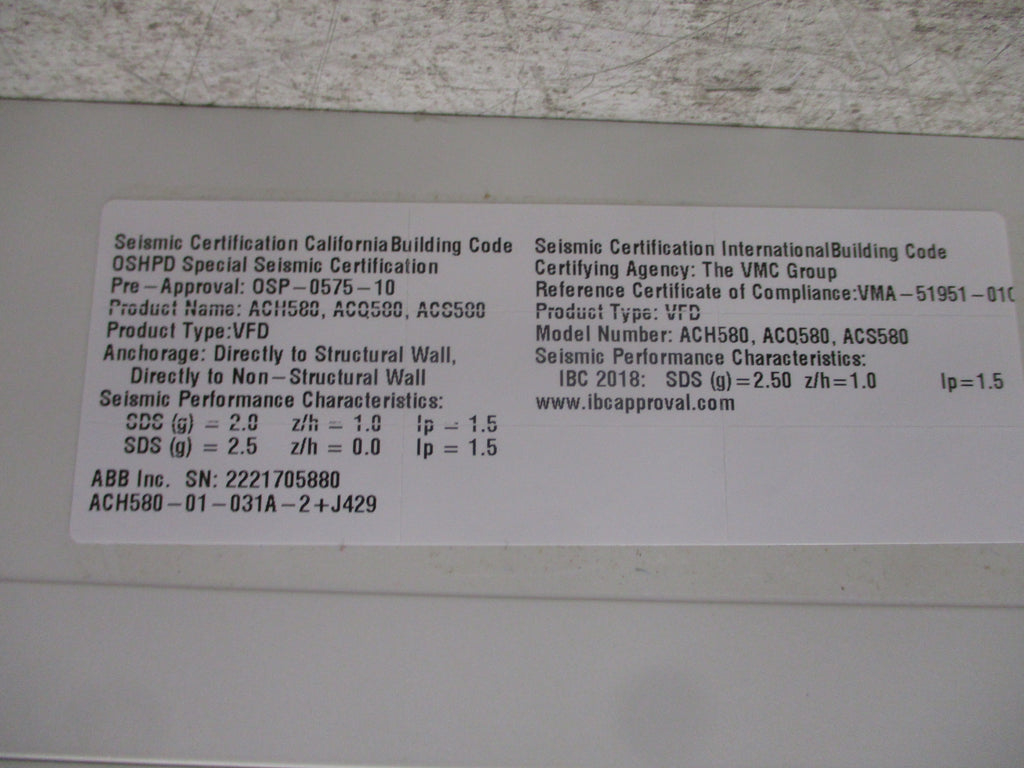 Seismic Certification California Building Code
OSHPD Special Seismic Certification
Pre-Approval: OSP-0575-10
Product Name: ACH580, ACQ580, ACS580
Product Type:VFD
Anchorage: Directly to Structural Wall,
Directly to Non-Structural Wall
Seismic Performance Characteristics:
SDS (g) = 2.0 z/h = 1.0 Ip = 1.5
SDS (g) = 2.5 z/h = 0.0 Ip = 1.5
ABB Inc. SN: 2221705880
ACH580-01-031A-2+J429
Seismic Certification International Building Code
Certifying Agency: The VMC Group
Reference Certificate of Compliance:VMA-51951-01C
Product Type: VFD
Model Number: ACH580, ACQ580, ACS580
Seismic Performance Characteristics:
IBC 2018: SDS (g)=2.50 z/h=1.0 Ip=1.5
www.ibcapproval.com